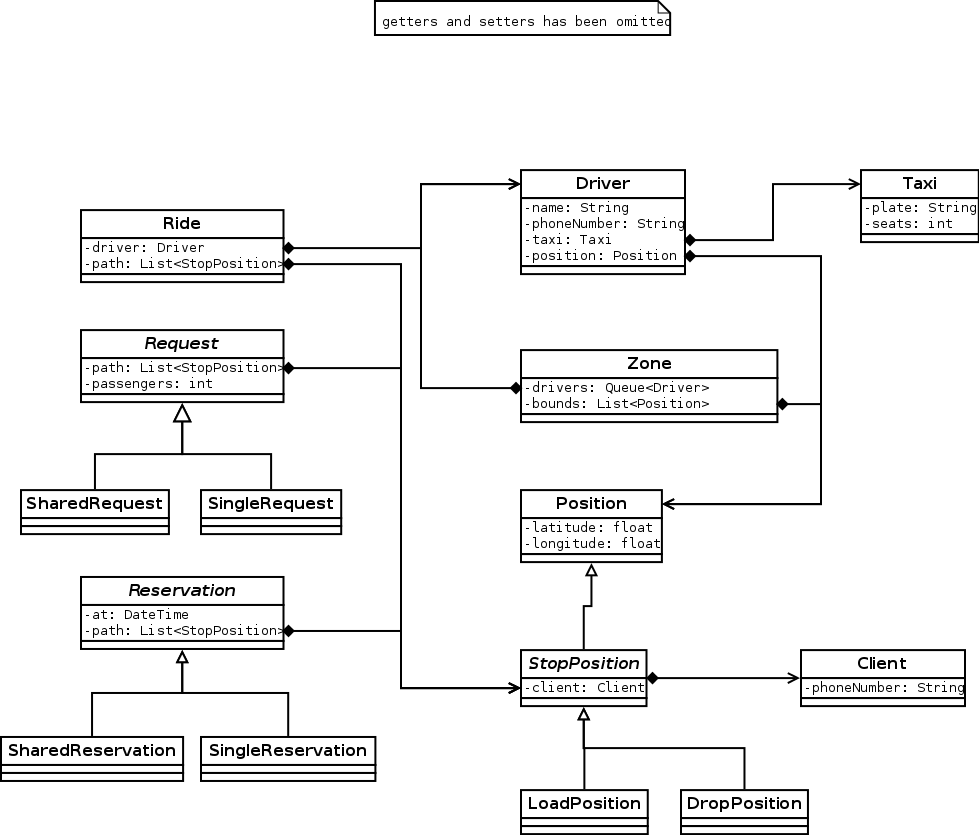 getters and setters has been omitted
Driver
-name: String
-phoneNumber: String
-taxi: Taxi
-position: Position
Taxi
-plate: String
-seats: int
Ride
-driver: Driver
-path: List<StopPosition>
Request
-path: List<StopPosition>
-passengers: int
Zone
-drivers: Queue<Driver>
-bounds: List<Position>
SharedRequest
SingleRequest
Position
-latitude: float
-longitude: float
Reservation
-at: DateTime
-path: List<StopPosition>
StopPosition
-client: Client
Client
-phoneNumber: String
SharedReservation
SingleReservation
LoadPosition
DropPosition